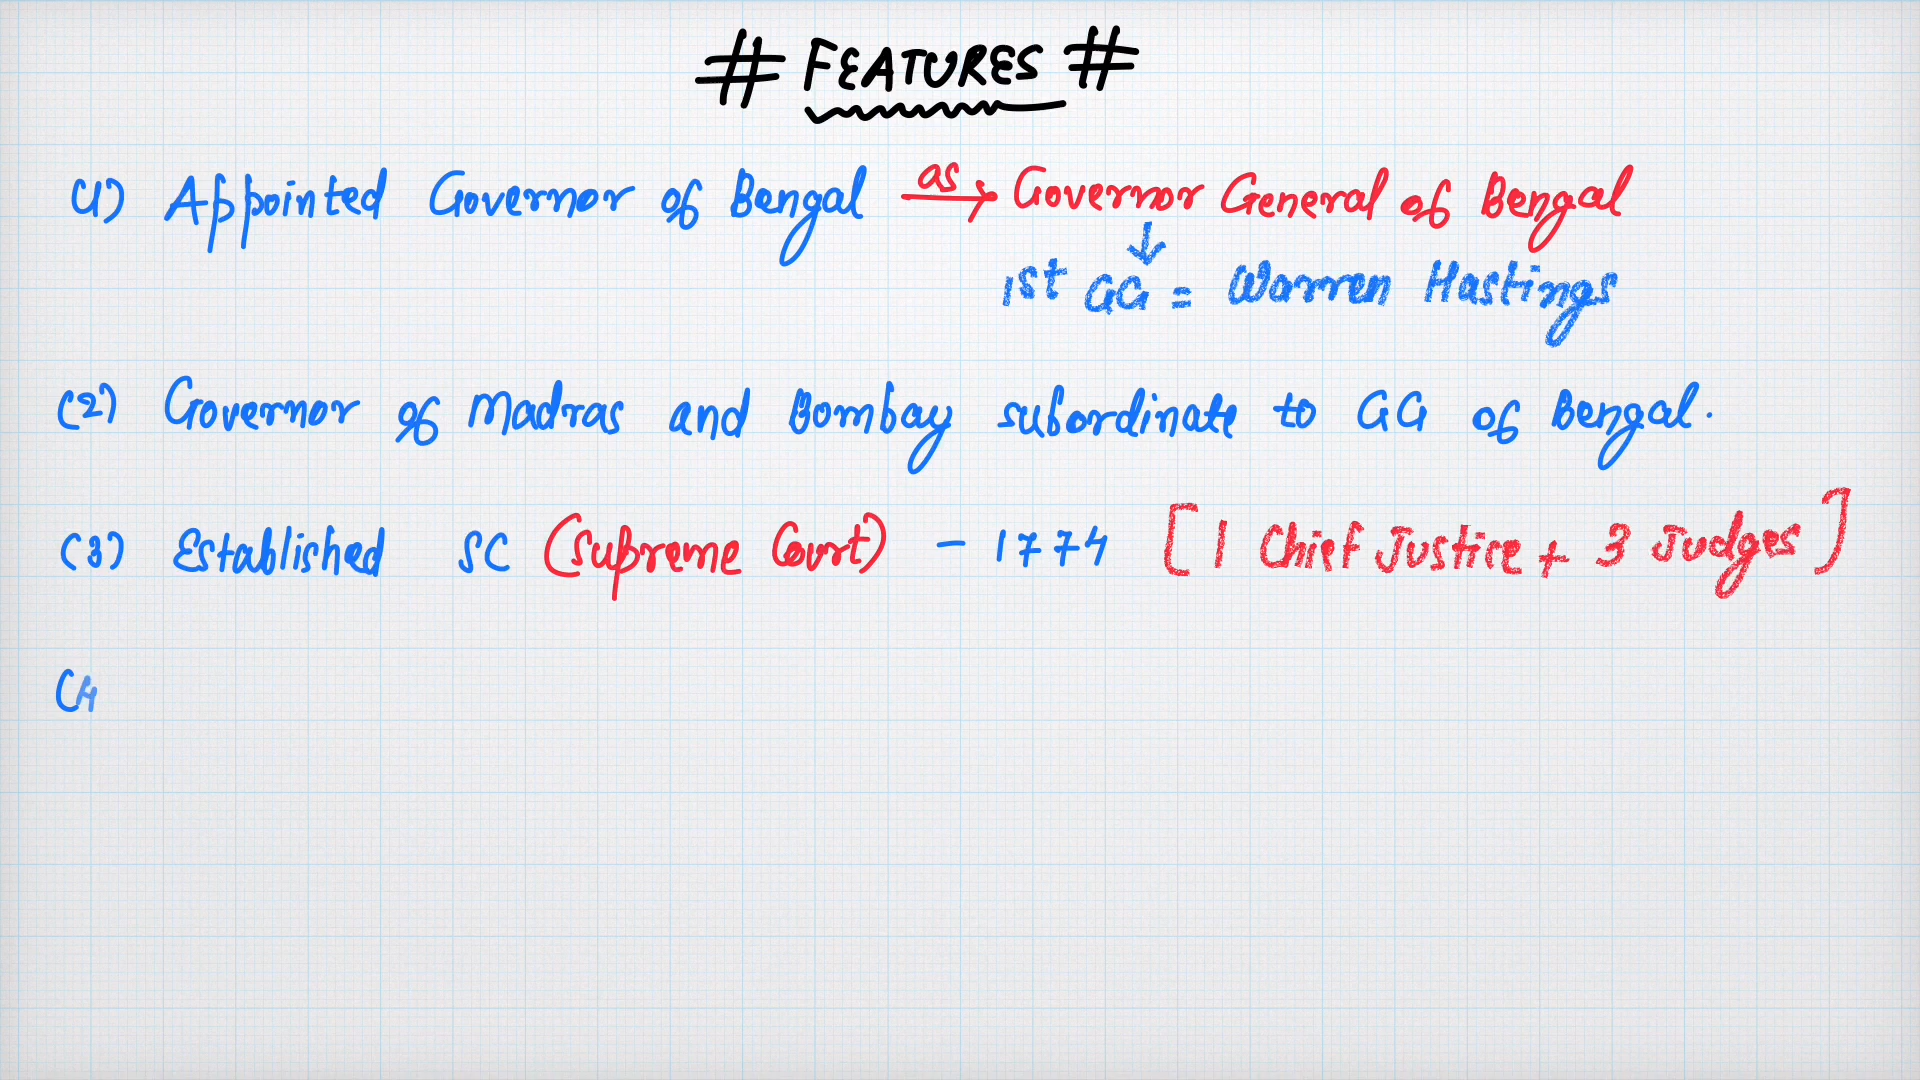 # FEATURES #
(1) Appointed Governor of Bengal as → Governor General of Bengal
↓
1st GG = Warren Hastings
(2) Governor of Madras and Bombay subordinate to GG of Bengal.
(3) Established SC (Supreme Court) - 1774 [1 Chief Justice + 3 Judges]
(4